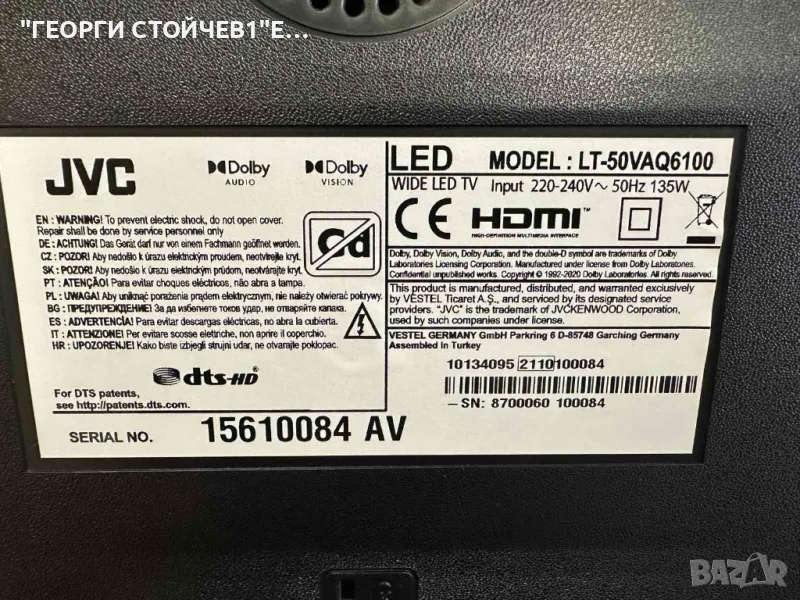 "ГЕОРГИ СТОЙЧЕВ1"Е...
JVC
Dolby AUDIO
Dolby VISION
EN : WARNING! To prevent electric shock, do not open cover.
Repair shall be done by service personnel only
DE : ACHTUNG! Das Gerät darf nur von einem Fachmann geöffnet werden.
CZ : POZOR! Aby nedošlo k úrazu elektrickým proudem, neotvírejte kryt.
SK : POZOR! Aby nedošlo k úrazu elektrickým prúdom, neotvárajte kryt.
PT : ATENÇÃO! Para evitar choques eléctricos, não abra a tampa.
PL : UWAGA! Aby uniknąć porażenia prądem elektrycznym, nie należy otwierać pokrywy.
BG : ПРЕДУПРЕЖДЕНИЕ! За да избегнете токов удар, не отваряйте капака.
ES : ADVERTENCIA! Para evitar descargas eléctricas, no abra la cubierta.
IT : ATTENZIONE! Per evitare scosse elettriche, non aprire il coperchio.
HR : UPOZORENJE! Kako biste izbjegli strujni udar, ne otvarajte poklopac.
Cd
dts-HD
For DTS patents,
see http://patents.dts.com.
SERIAL NO. 15610084 AV
LED MODEL : LT-50VAQ6100
WIDE LED TV Input 220-240V~ 50Hz 135W
CE HDMI™
HIGH-DEFINITION MULTIMEDIA INTERFACE
Dolby, Dolby Vision, Dolby Audio, and the double-D symbol are trademarks of Dolby
Laboratories Licensing Corporation. Manufactured under license from Dolby Laboratories.
Confidential unpublished works. Copyright © 1992-2020 Dolby Laboratories. All rights reserved.
This product is manufactured, distributed, and warranted exclusively
by VESTEL Ticaret A.Ş., and serviced by its designated service
providers. "JVC" is the trademark of JVCKENWOOD Corporation,
used by such companies under license.
VESTEL GERMANY GmbH Parkring 6 D-85748 Garching Germany
Assembled In Turkey
10134095 2110 100084
–SN: 8700060 100084
BAZAR